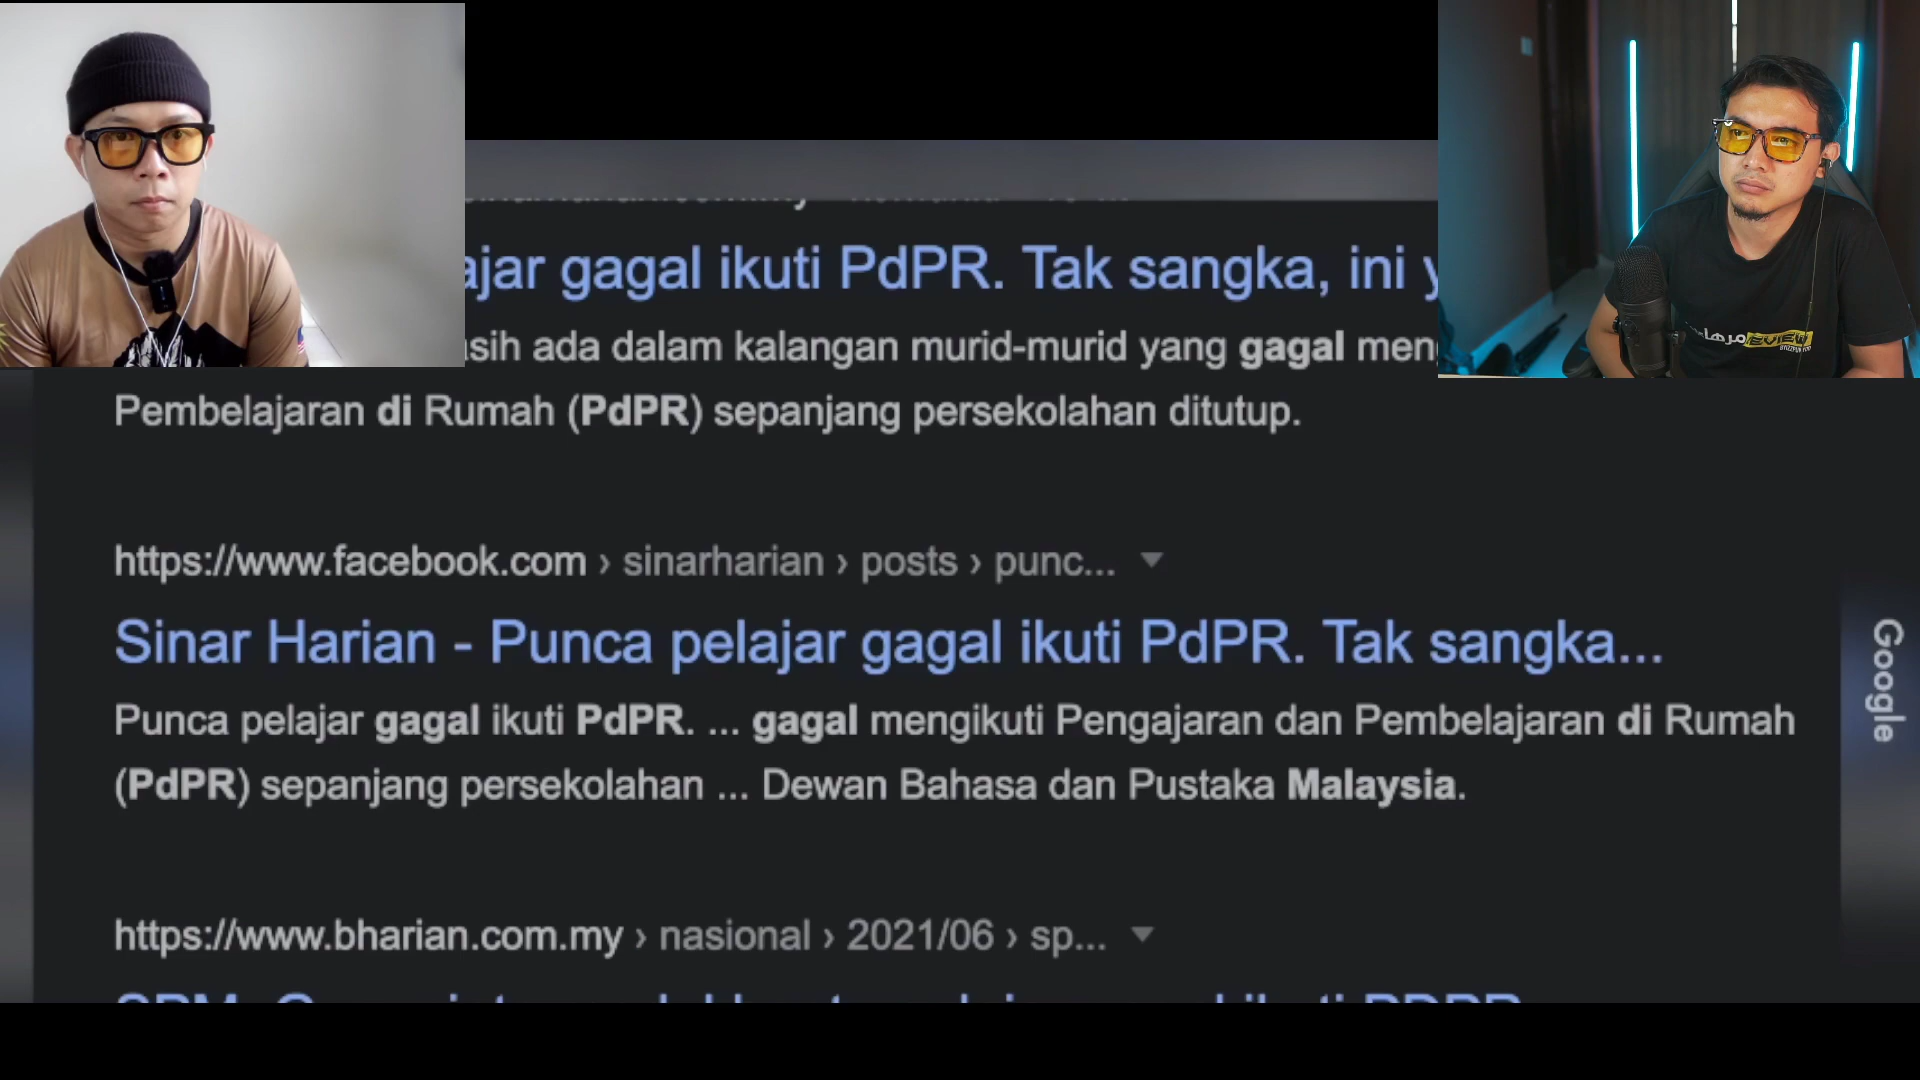 ajar gagal ikuti PdPR. Tak sangka, ini
sih ada dalam kalangan murid-murid yang gagal men
Pembelajaran di Rumah (PdPR) sepanjang persekolahan ditutup.
https://www.facebook.com › sinarharian › posts › punc...
Sinar Harian - Punca pelajar gagal ikuti PdPR. Tak sangka...
Punca pelajar gagal ikuti PdPR. ... gagal mengikuti Pengajaran dan Pembelajaran di Rumah
(PdPR) sepanjang persekolahan ... Dewan Bahasa dan Pustaka Malaysia.
https://www.bharian.com.my › nasional › 2021/06 › sp...
Google